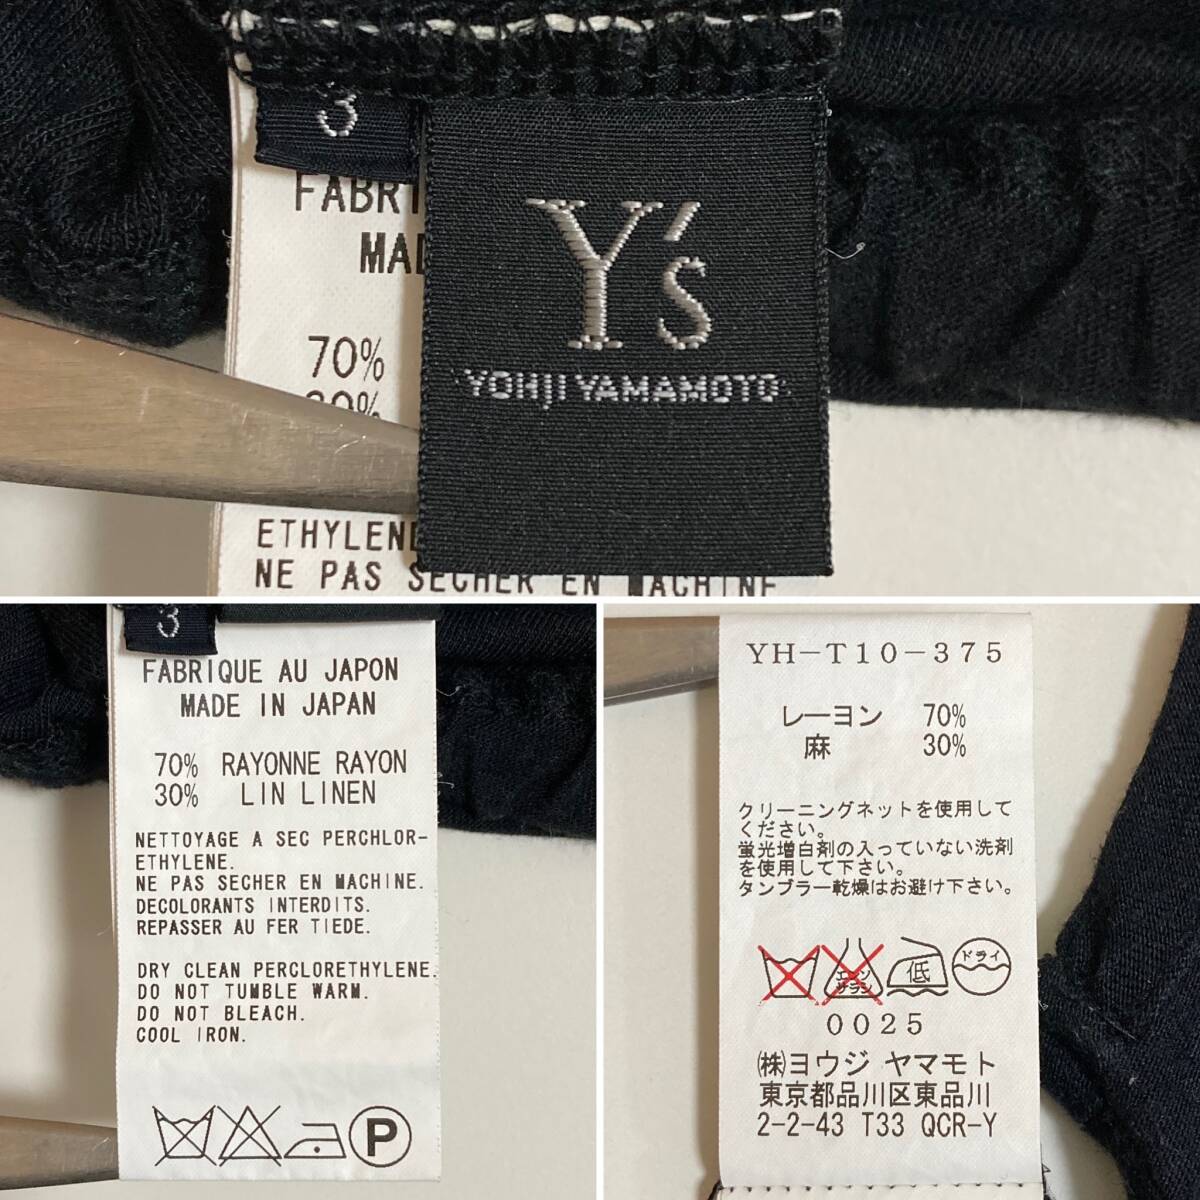 3
FABRI
MAD
70%
30%
Y's
YOHJI YAMAMOTO
ETHYLENE
NE PAS SECHER EN MACHINE
3
FABRIQUE AU JAPON
MADE IN JAPAN
70% RAYONNE RAYON
30% LIN LINEN
NETTOYAGE A SEC PERCHLOR-
ETHYLENE.
NE PAS SECHER EN MACHINE.
DECOLORANTS INTERDITS.
REPASSER AU FER TIEDE.
DRY CLEAN PERCLORETHYLENE.
DO NOT TUMBLE WARM.
DO NOT BLEACH.
COOL IRON.
P
YH-T10-375
レーヨン 70%
麻 30%
クリーニングネットを使用して
ください。
蛍光増白剤の入っていない洗剤
を使用して下さい。
タンブラー乾燥はお避け下さい。
エンソ
サラシ
低
ドライ
0025
(株)ヨウジ ヤマモト
東京都品川区東品川
2-2-43 T33 QCR-Y